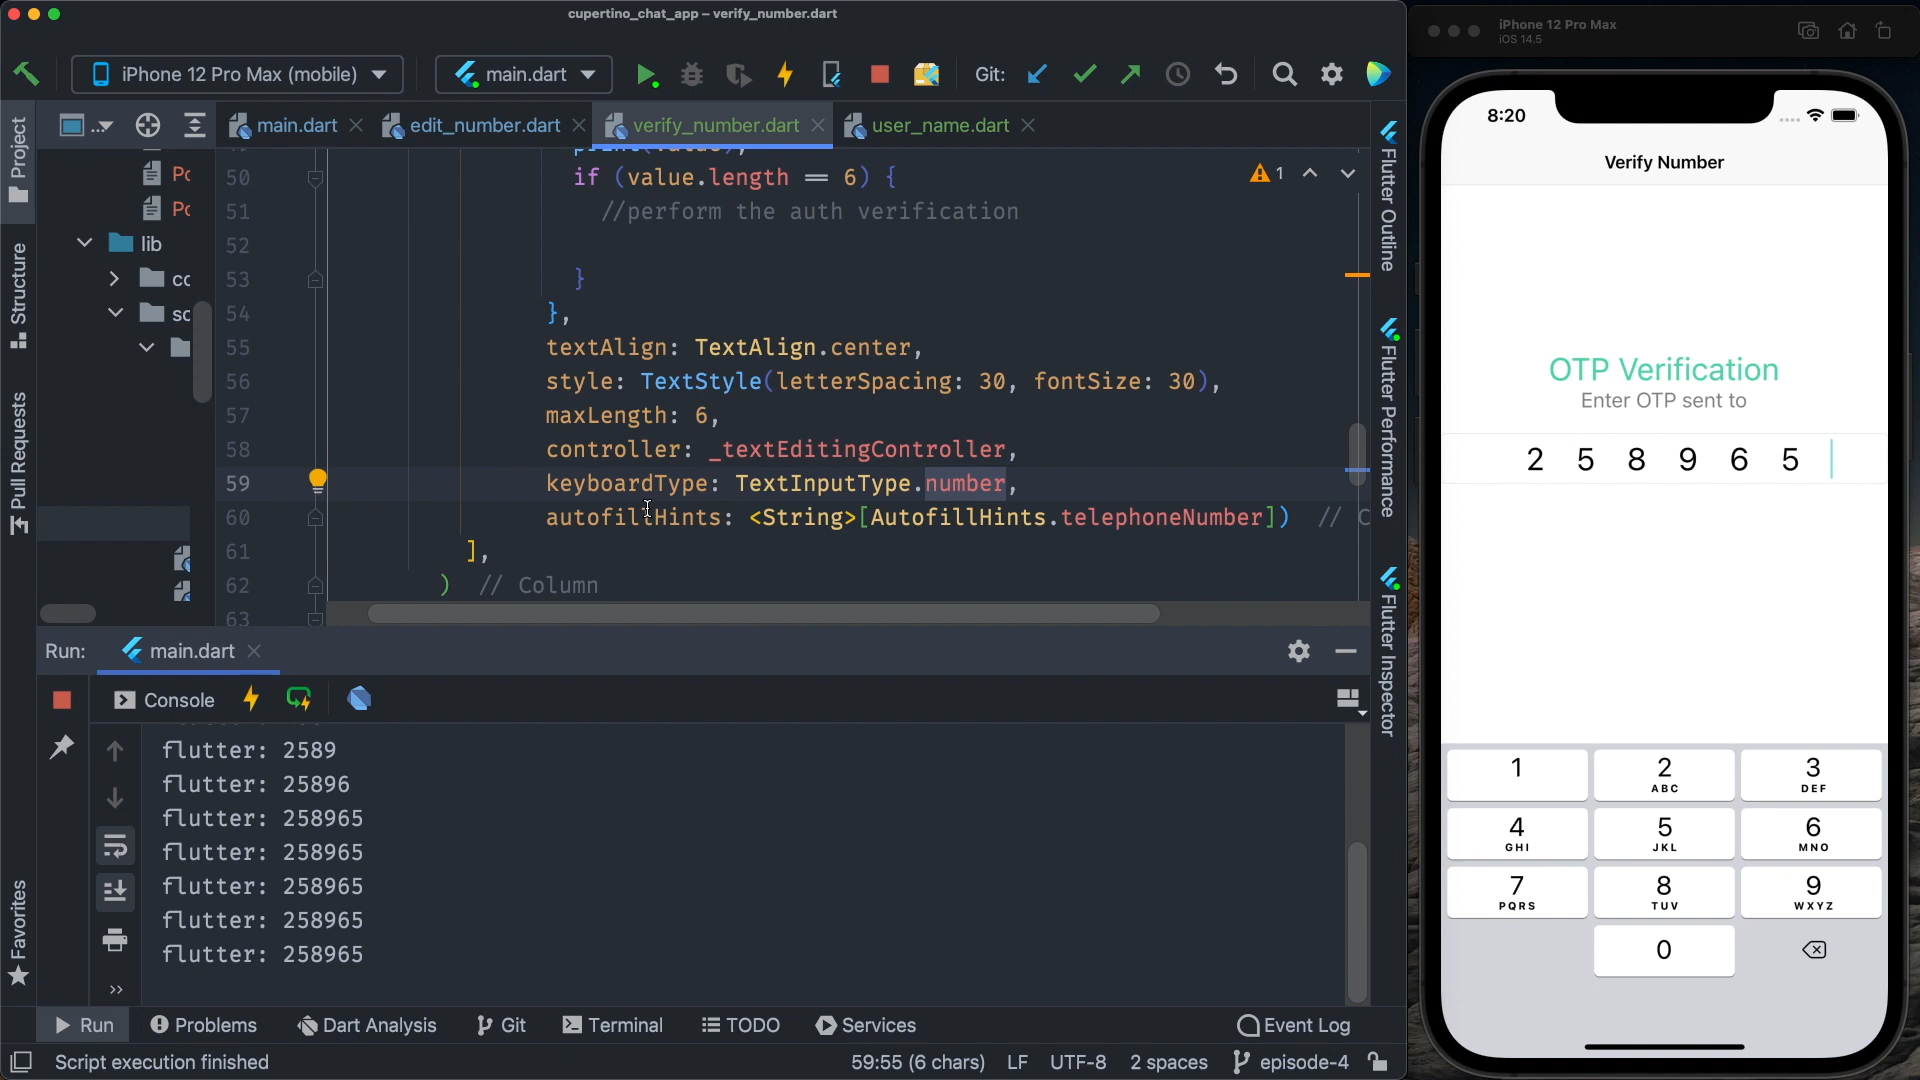 cupertino_chat_app – verify_number.dart
iPhone 12 Pro Max (mobile)
main.dart
Git:
main.dart
edit_number.dart
verify_number.dart
user_name.dart
Project
Structure
Pull Requests
Favorites
Pc
Pc
lib
cc
sc
50 if (value.length == 6) {
51 //perform the auth verification
52
53 }
54 },
55 textAlign: TextAlign.center,
56 style: TextStyle(letterSpacing: 30, fontSize: 30),
57 maxLength: 6,
58 controller: _textEditingController,
59 keyboardType: TextInputType.number,
60 autofillHints: <String>[AutofillHints.telephoneNumber]) // C
61 ],
62 ) // Column
63
1
Flutter Outline
Flutter Performance
Flutter Inspector
Run:
main.dart
Console
flutter: 2589
flutter: 25896
flutter: 258965
flutter: 258965
flutter: 258965
flutter: 258965
flutter: 258965
Run
Problems
Dart Analysis
Git
Terminal
TODO
Services
Event Log
Script execution finished
59:55 (6 chars)
LF
UTF-8
2 spaces
episode-4
iPhone 12 Pro Max
iOS 14.5
8:20
Verify Number
OTP Verification
Enter OTP sent to
2 5 8 9 6 5
1
2 ABC
3 DEF
4 GHI
5 JKL
6 MNO
7 PQRS
8 TUV
9 WXYZ
0